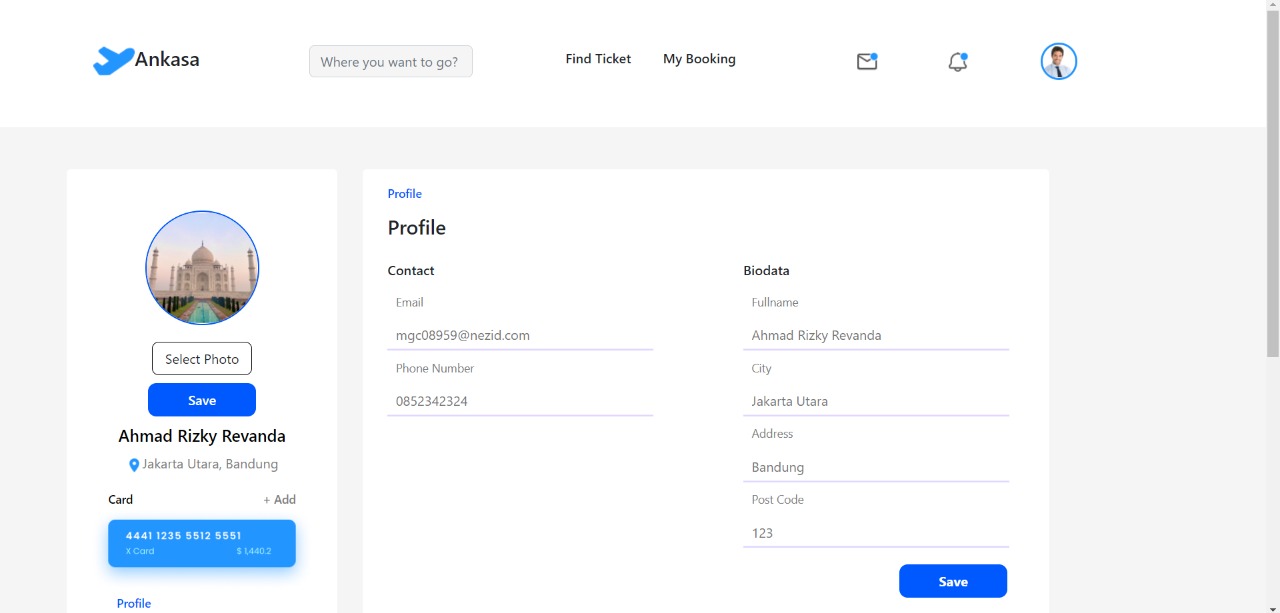 Ankasa
Where you want to go?
Find Ticket
My Booking
Select Photo
Save
Ahmad Rizky Revanda
Jakarta Utara, Bandung
Card
+ Add
4441 1235 5512 5551
X Card
$ 1,440.2
Profile
Profile
Profile
Contact
Email
mgc08959@nezid.com
Phone Number
0852342324
Biodata
Fullname
Ahmad Rizky Revanda
City
Jakarta Utara
Address
Bandung
Post Code
123
Save